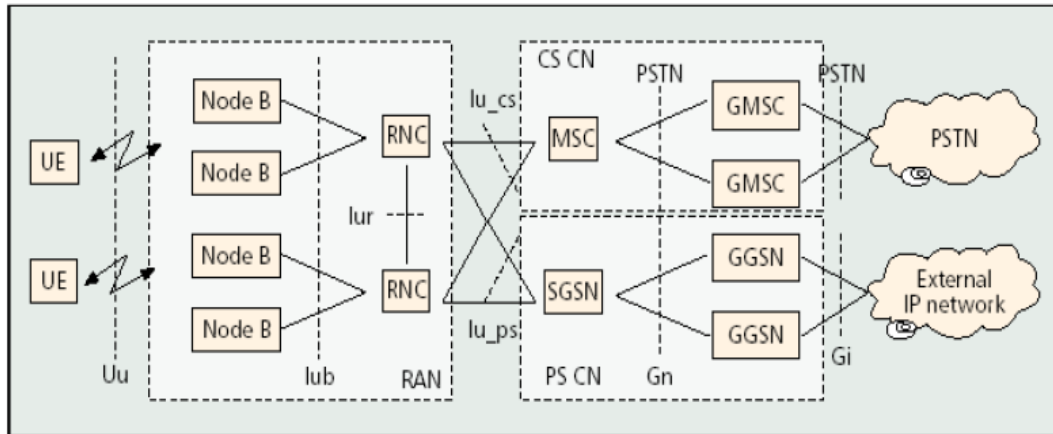 CS CN
PSTN
PSTN
Node B
Iu_cs
GMSC
RNC
MSC
PSTN
UE
Node B
GMSC
Iur
Node B
GGSN
UE
RNC
SGSN
External
IP network
Node B
Iu_ps
GGSN
Uu
Iub
RAN
PS CN
Gn
Gi